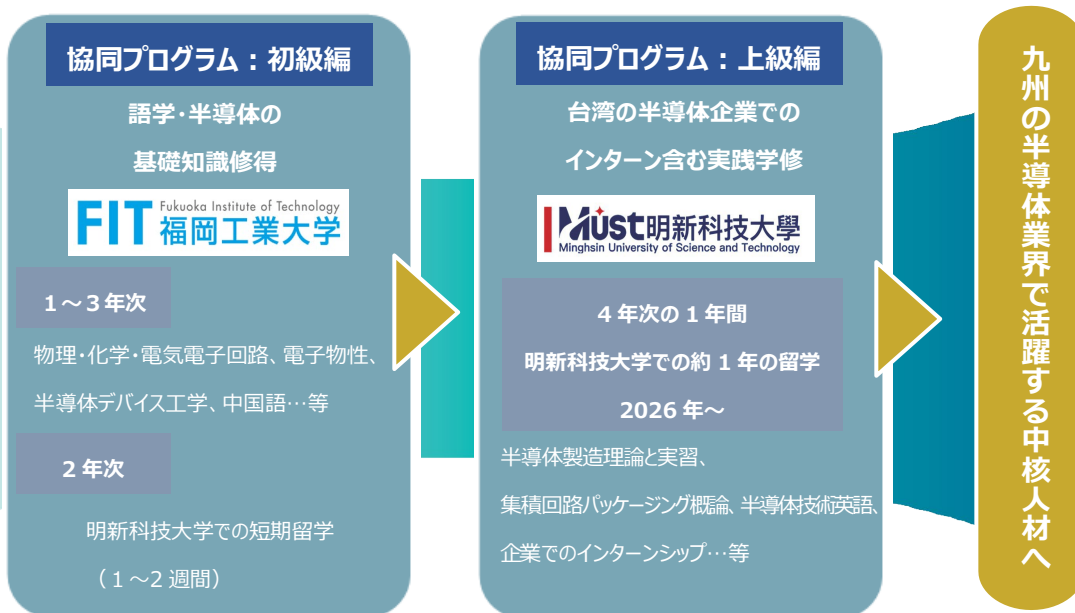 協同プログラム:初級編
語学・半導体の
基礎知識修得
FIT Fukuoka Institute of Technology
福岡工業大学
1~3年次
物理・化学・電気電子回路、電子物性、
半導体デバイス工学、中国語…等
2年次
明新科技大学での短期留学
(1~2週間)
協同プログラム:上級編
台湾の半導体企業での
インターン含む実践学修
MUST明新科技大學
Minghsin University of Science and Technology
4年次の1年間
明新科技大学での約1年の留学
2026年~
半導体製造理論と実習、
集積回路パッケージング概論、半導体技術英語、
企業でのインターンシップ…等
九州の半導体業界で活躍する中核人材へ